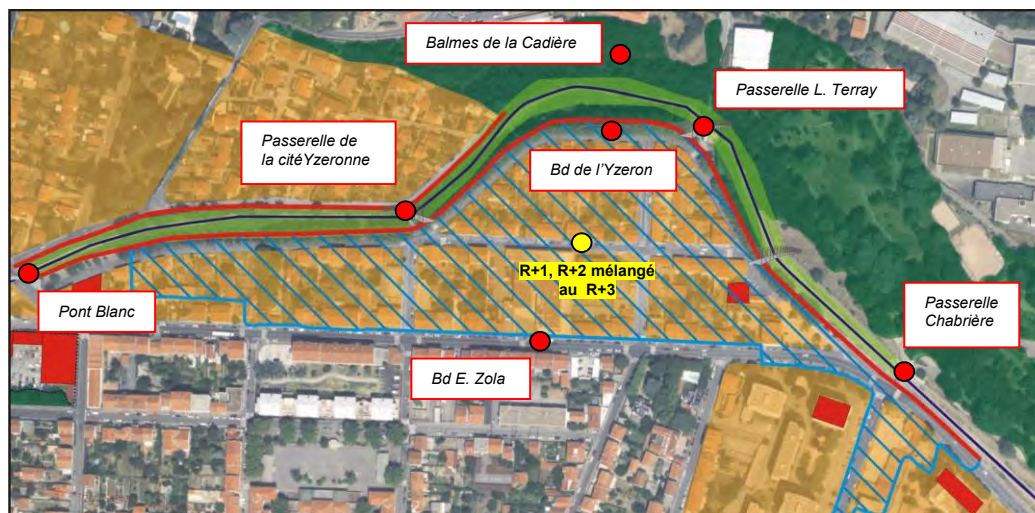 Balmes de la Cadière
Passerelle L. Terray
Passerelle de
la citéYzeronne
Bd de l'Yzeron
R+1, R+2 mélangé
au R+3
Pont Blanc
Passerelle
Chabrière
Bd E. Zola